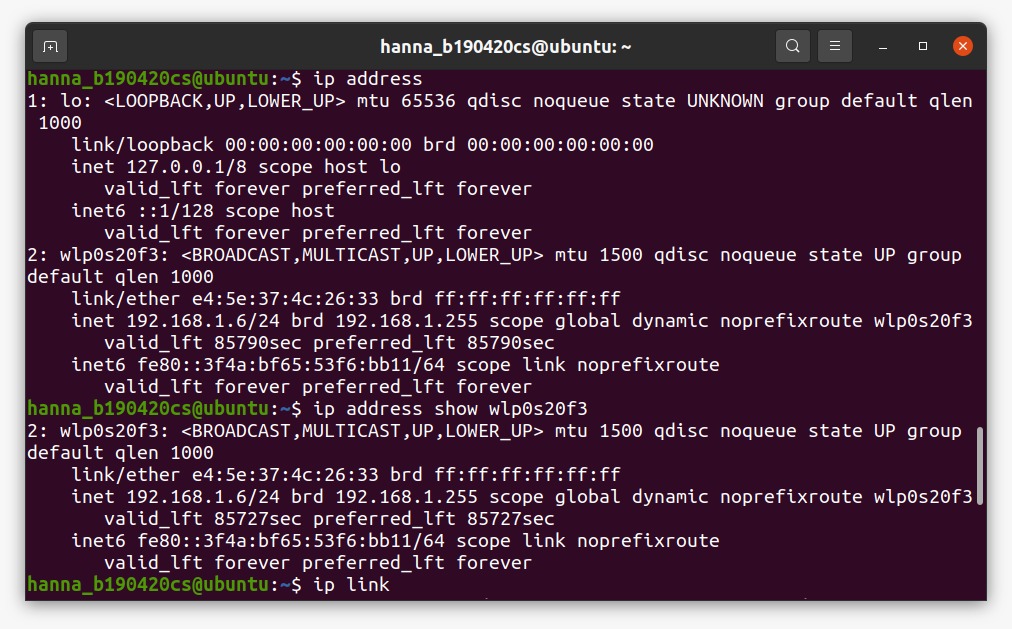 hanna_b190420cs@ubuntu: ~
hanna_b190420cs@ubuntu:~$ ip address
1: lo: <LOOPBACK,UP,LOWER_UP> mtu 65536 qdisc noqueue state UNKNOWN group default qlen
 1000
    link/loopback 00:00:00:00:00:00 brd 00:00:00:00:00:00
    inet 127.0.0.1/8 scope host lo
       valid_lft forever preferred_lft forever
    inet6 ::1/128 scope host
       valid_lft forever preferred_lft forever
2: wlp0s20f3: <BROADCAST,MULTICAST,UP,LOWER_UP> mtu 1500 qdisc noqueue state UP group
default qlen 1000
    link/ether e4:5e:37:4c:26:33 brd ff:ff:ff:ff:ff:ff
    inet 192.168.1.6/24 brd 192.168.1.255 scope global dynamic noprefixroute wlp0s20f3
       valid_lft 85790sec preferred_lft 85790sec
    inet6 fe80::3f4a:bf65:53f6:bb11/64 scope link noprefixroute
       valid_lft forever preferred_lft forever
hanna_b190420cs@ubuntu:~$ ip address show wlp0s20f3
2: wlp0s20f3: <BROADCAST,MULTICAST,UP,LOWER_UP> mtu 1500 qdisc noqueue state UP group
default qlen 1000
    link/ether e4:5e:37:4c:26:33 brd ff:ff:ff:ff:ff:ff
    inet 192.168.1.6/24 brd 192.168.1.255 scope global dynamic noprefixroute wlp0s20f3
       valid_lft 85727sec preferred_lft 85727sec
    inet6 fe80::3f4a:bf65:53f6:bb11/64 scope link noprefixroute
       valid_lft forever preferred_lft forever
hanna_b190420cs@ubuntu:~$ ip link